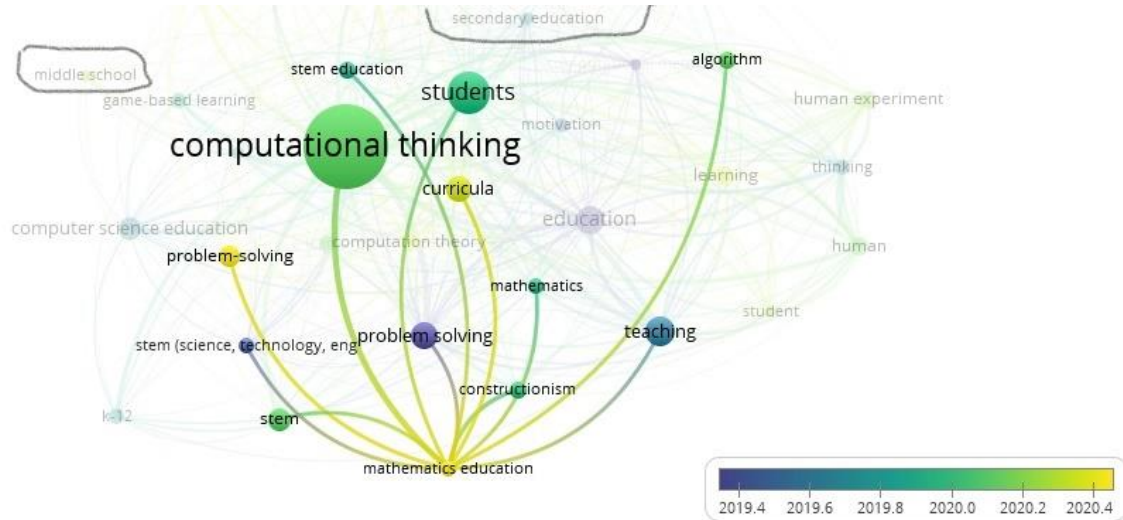 secondary education
middle school
stem education
algorithm
game-based learning
students
human experiment
motivation
computational thinking
thinking
learning
curricula
education
computer science education
computation theory
human
problem-solving
mathematics
student
problem solving
teaching
stem (science, technology, eng
constructionism
k-12
stem
mathematics education
2019.4 2019.6 2019.8 2020.0 2020.2 2020.4